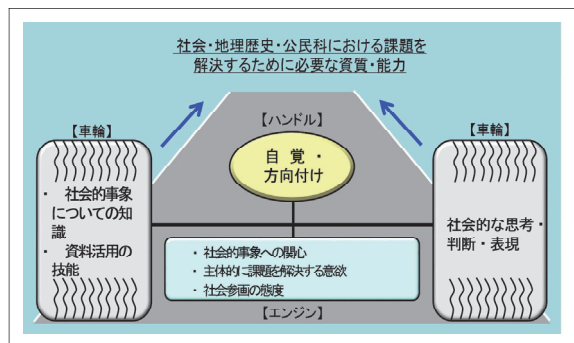 社会・地理歴史・公民科における課題を
解決するために必要な資質・能力
【ハンドル】
自覚・
方向付け
【車輪】
・ 社会的事象
についての知
識
・ 資料活用の
技能
【車輪】
社会的な思考・
判断・表現
・ 社会的事象への関心
・ 主体的に課題を解決する意欲
・ 社会参画の態度
【エンジン】